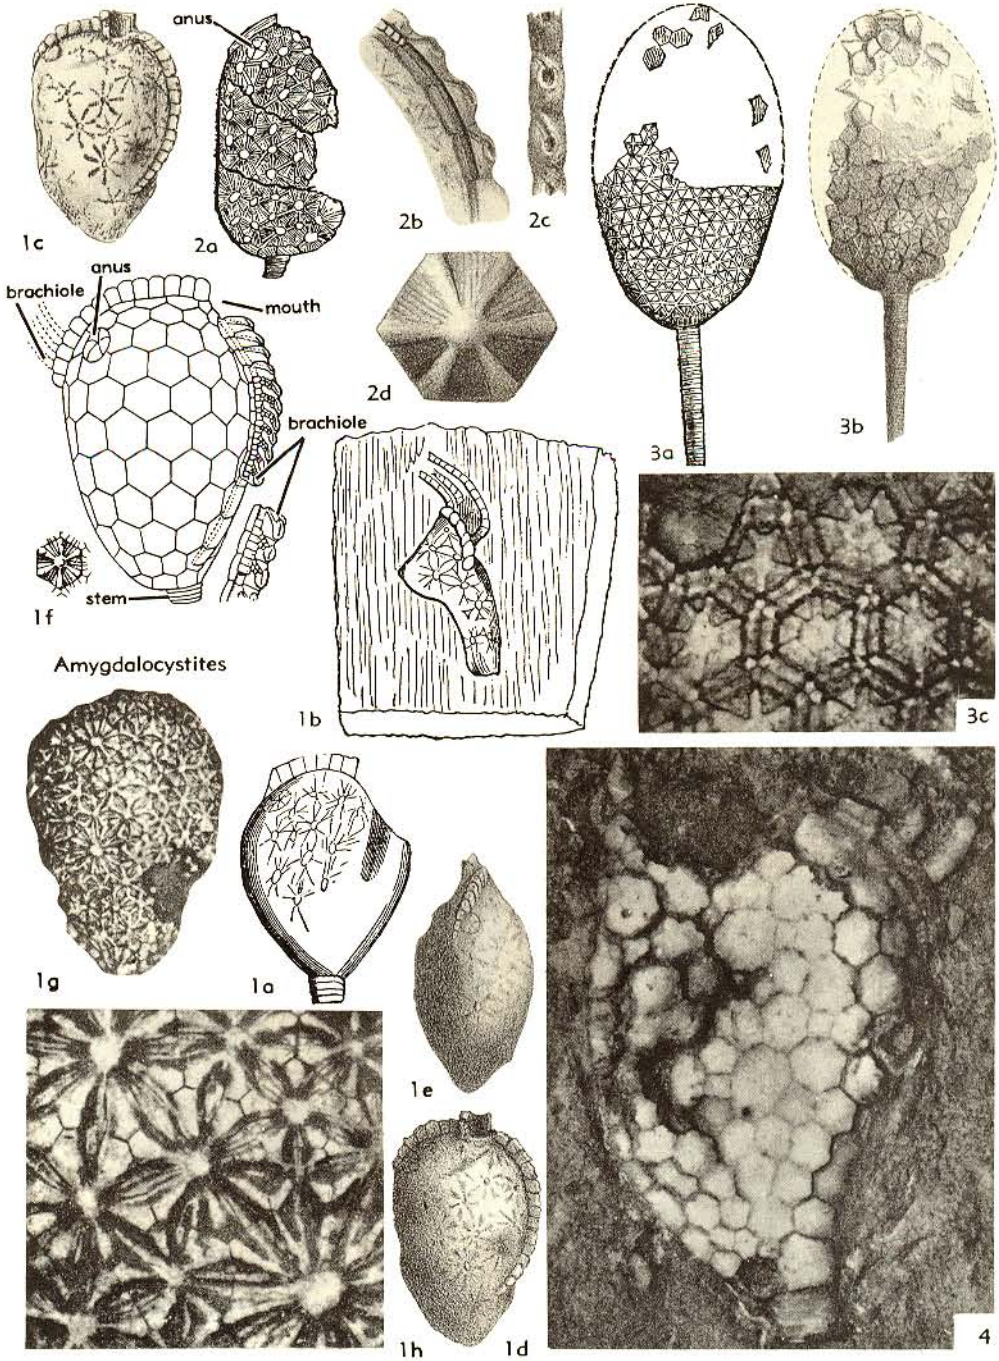 anus
1c
2a
2b
2c
anus
brachiole
mouth
2d
3a
3b
brachiole
stem
1f
1b
3c
Amygdalocystites
1g
1a
1e
1h
1d
4